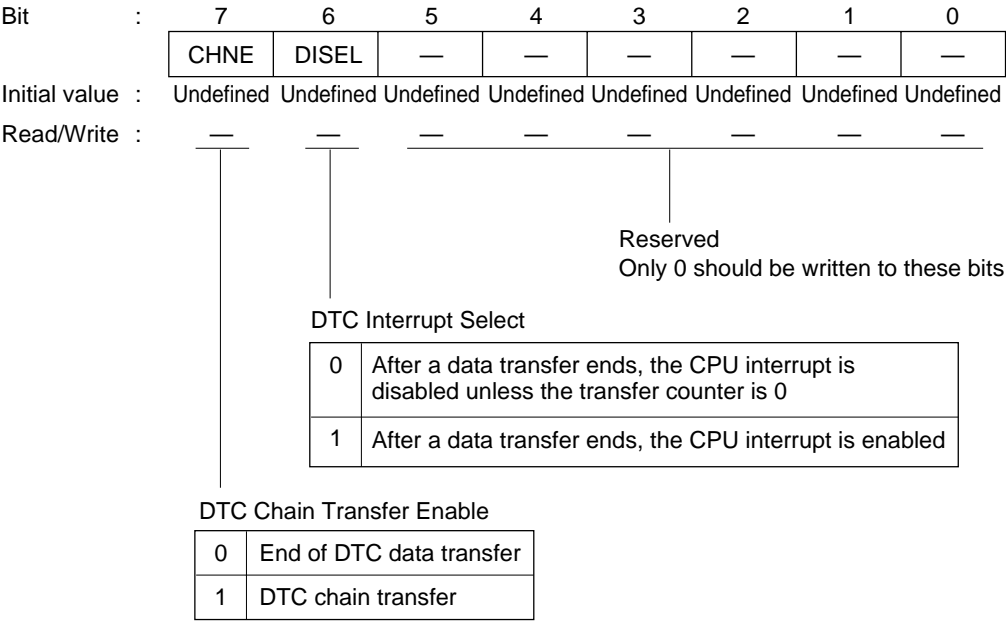 Bit : 7 6 5 4 3 2 1 0
CHNE DISEL — — — — — —
Initial value : Undefined Undefined Undefined Undefined Undefined Undefined Undefined Undefined
Read/Write : — — — — — — — —
Reserved
Only 0 should be written to these bits
DTC Interrupt Select
0 After a data transfer ends, the CPU interrupt is
disabled unless the transfer counter is 0
1 After a data transfer ends, the CPU interrupt is enabled
DTC Chain Transfer Enable
0 End of DTC data transfer
1 DTC chain transfer